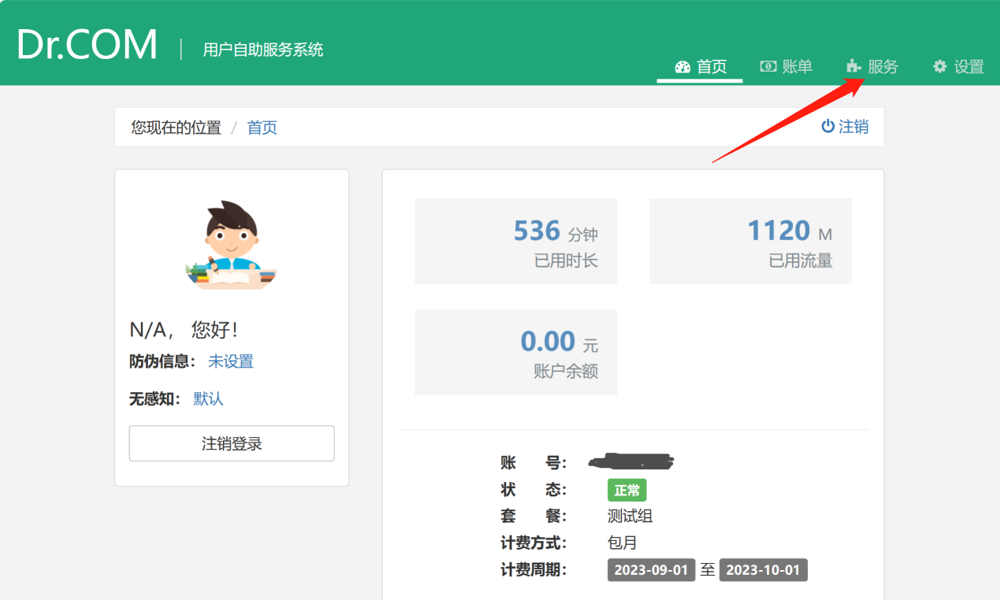 Dr.COM | 用户自助服务系统
首页 账单 服务 设置
您现在的位置 / 首页 注销
536 分钟
已用时长
1120 M
已用流量
0.00 元
账户余额
N/A， 您好！
防伪信息： 未设置
无感知： 默认
注销登录
账 号：
状 态： 正常
套 餐： 测试组
计费方式： 包月
计费周期： 2023-09-01 至 2023-10-01